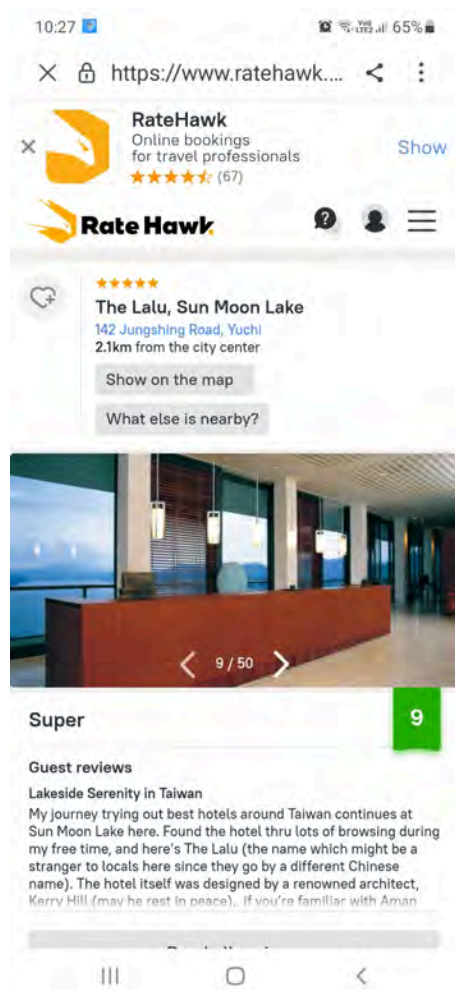 10:27
65%
https://www.ratehawk....
RateHawk
Online bookings
for travel professionals
(67)
Show
Rate Hawk.
The Lalu, Sun Moon Lake
142 Jungshing Road, Yuchi
2.1km from the city center
Show on the map
What else is nearby?
9 / 50
Super
9
Guest reviews
Lakeside Serenity in Taiwan
My journey trying out best hotels around Taiwan continues at
Sun Moon Lake here. Found the hotel thru lots of browsing during
my free time, and here's The Lalu (the name which might be a
stranger to locals here since they go by a different Chinese
name). The hotel itself was designed by a renowned architect,
Kerry Hill (may he rest in peace). If you're familiar with Aman